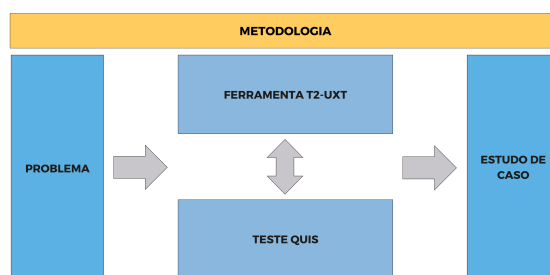 METODOLOGIA
PROBLEMA
FERRAMENTA T2-UXT
TESTE QUIS
ESTUDO DE
CASO